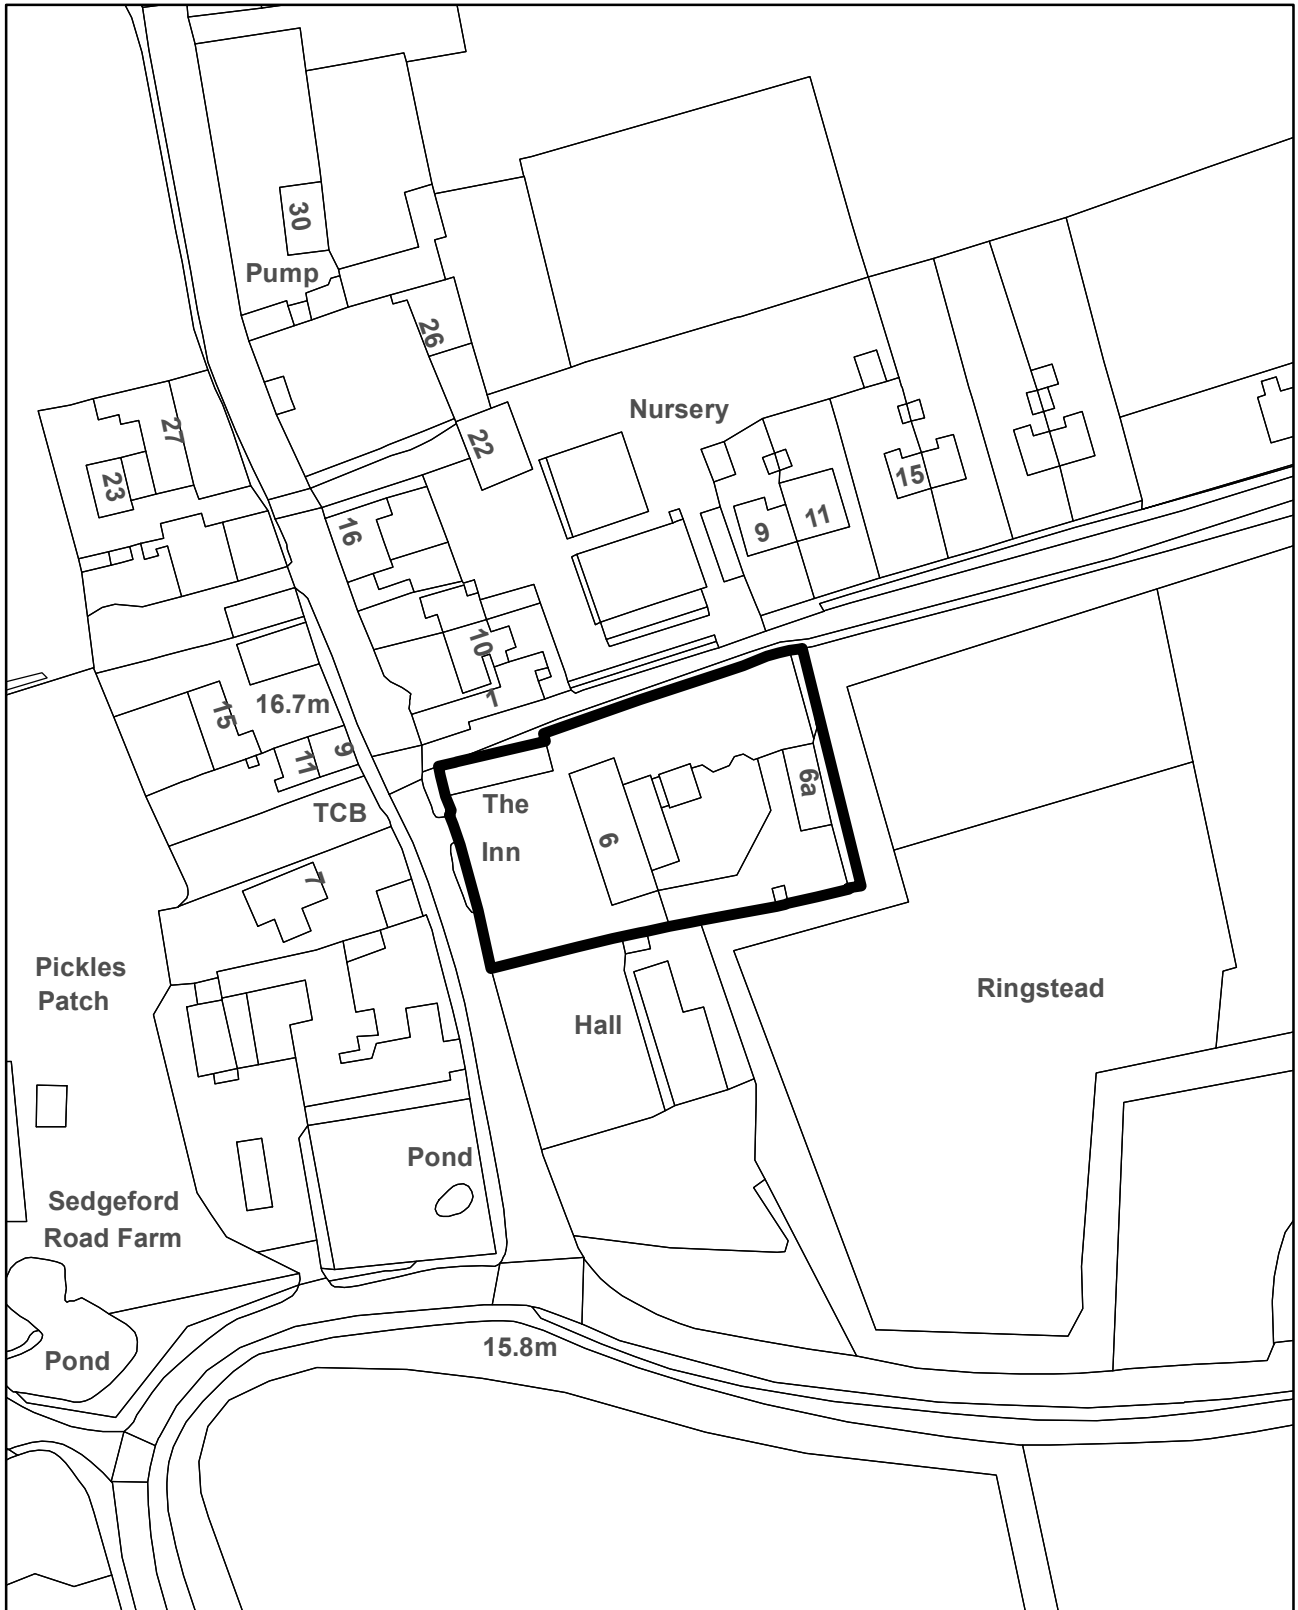 30
Pump
26
Nursery
27
22
23
15
16
11
9
10
1
16.7m
15
9
11
6a
The
Inn
TCB
6
7
Pickles
Patch
Ringstead
Hall
Pond
Sedgeford
Road Farm
15.8m
Pond